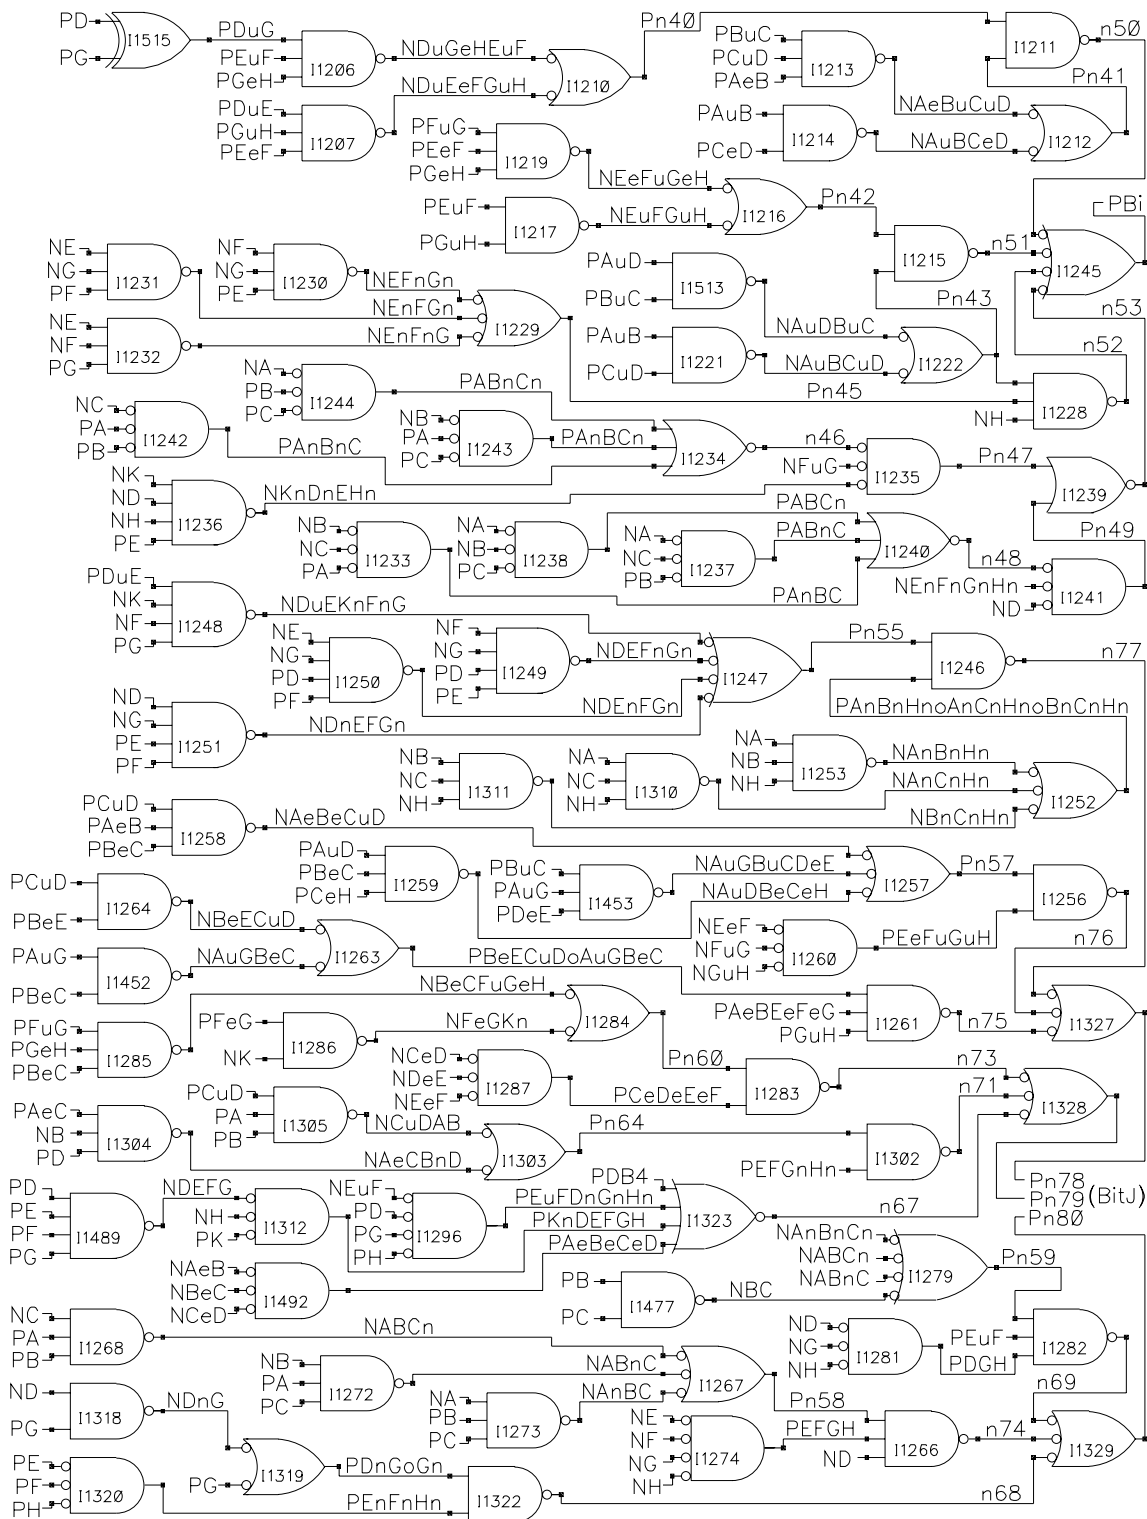 PD
PG
I1515
PDuG
PEuF
PGeH
I1206
NDuGeHEuF
PDuE
PGuH
PEeF
I1207
NDuEeFGuH
I1210
Pn40
PBuC
PCuD
PAeB
I1213
I1211
n50
Pn41
NAeBuCuD
PAuB
PCeD
I1214
NAuBCeD
I1212
PFuG
PEeF
PGeH
I1219
NEeFuGeH
PEuF
PGuH
I1217
NEuFGuH
I1216
Pn42
I1215
n51
PBi
I1245
n53
NE
NG
PF
I1231
NF
NG
PE
I1230
NEFnGn
NEnFGn
NEnFnG
I1229
NE
NF
PG
I1232
PAuD
PBuC
I1513
NAuDBuC
Pn43
PAuB
PCuD
I1221
NAuBCuD
I1222
n52
Pn45
NH
I1228
NA
PB
PC
I1244
PABnCn
NC
PA
PB
I1242
PAnBnC
NB
PA
PC
I1243
PAnBCn
I1234
n46
NFuG
I1235
Pn47
I1239
NK
ND
NH
PE
I1236
NKnDnEHn
NB
NC
PA
I1233
NA
NB
PC
I1238
PABCn
NA
NC
PB
I1237
PABnC
PAnBC
I1240
n48
NEnFnGnHn
ND
I1241
Pn49
PDuE
NK
NF
PG
I1248
NDuEKnFnG
NE
NG
PD
PF
I1250
NF
NG
PD
PE
I1249
NDEFnGn
NDEnFGn
I1247
Pn55
I1246
n77
ND
NG
PE
PF
I1251
NDnEFGn
PAnBnHnoAnCnHnoBnCnHn
NB
NC
NH
I1311
NA
NC
NH
I1310
NA
NB
NH
I1253
NAnBnHn
NAnCnHn
NBnCnHn
I1252
PCuD
PAeB
PBeC
I1258
NAeBeCuD
PAuD
PBeC
PCeH
I1259
PBuC
PAuG
PDeE
I1453
NAuGBuCDeE
NAuDBeCeH
I1257
Pn57
I1256
n76
PCuD
PBeE
I1264
NBeECuD
PAuG
PBeC
I1452
NAuGBeC
I1263
PBeECuDoAuGBeC
NEeF
NFuG
NGuH
I1260
PEeFuGuH
PAeBEeFeG
PGuH
I1261
n75
I1327
PFuG
PGeH
PBeC
I1285
NBeCFuGeH
PFeG
NK
I1286
NFeGKn
I1284
Pn60
NCeD
NDeE
NEeF
I1287
PCeDeEeF
I1283
n73
n71
I1328
PAeC
NB
PD
I1304
PCuD
PA
PB
I1305
NCuDAB
NAeCBnD
I1303
Pn64
PEFGnHn
I1302
Pn78
Pn79 (BitJ)
Pn80
PD
PE
PF
PG
I1489
NDEFG
NH
PK
I1312
NEuF
PD
PG
PH
I1296
PDB4
PEuFDnGnHn
PKnDEFGH
PAeBeCeD
I1323
n67
NAeB
NBeC
NCeD
I1492
NAnBnCn
NABCn
NABnC
I1279
Pn59
PB
PC
I1477
NBC
NC
PA
PB
I1268
NABCn
NB
PA
PC
I1272
NABnC
NA
PB
PC
I1273
NAnBC
I1267
Pn58
ND
NG
NH
I1281
PDGH
PEuF
I1282
n69
ND
PG
I1318
NDnG
PG
I1319
PDnGoGn
NE
NF
NG
NH
I1274
PEFGH
ND
I1266
n74
I1329
PE
PF
PH
I1320
PEnFnHn
I1322
n68